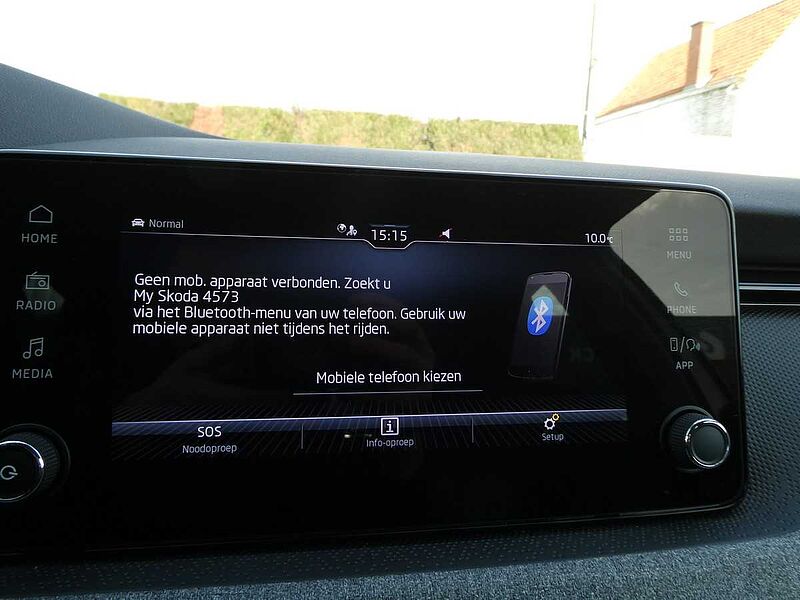 Normal
15:15
10.0°C
HOME
RADIO
MEDIA
MENU
PHONE
APP
Geen mob. apparaat verbonden. Zoekt u
My Skoda 4573
via het Bluetooth-menu van uw telefoon. Gebruik uw
mobiele apparaat niet tijdens het rijden.
Mobiele telefoon kiezen
SOS
Noodoproep
Info-oproep
Setup